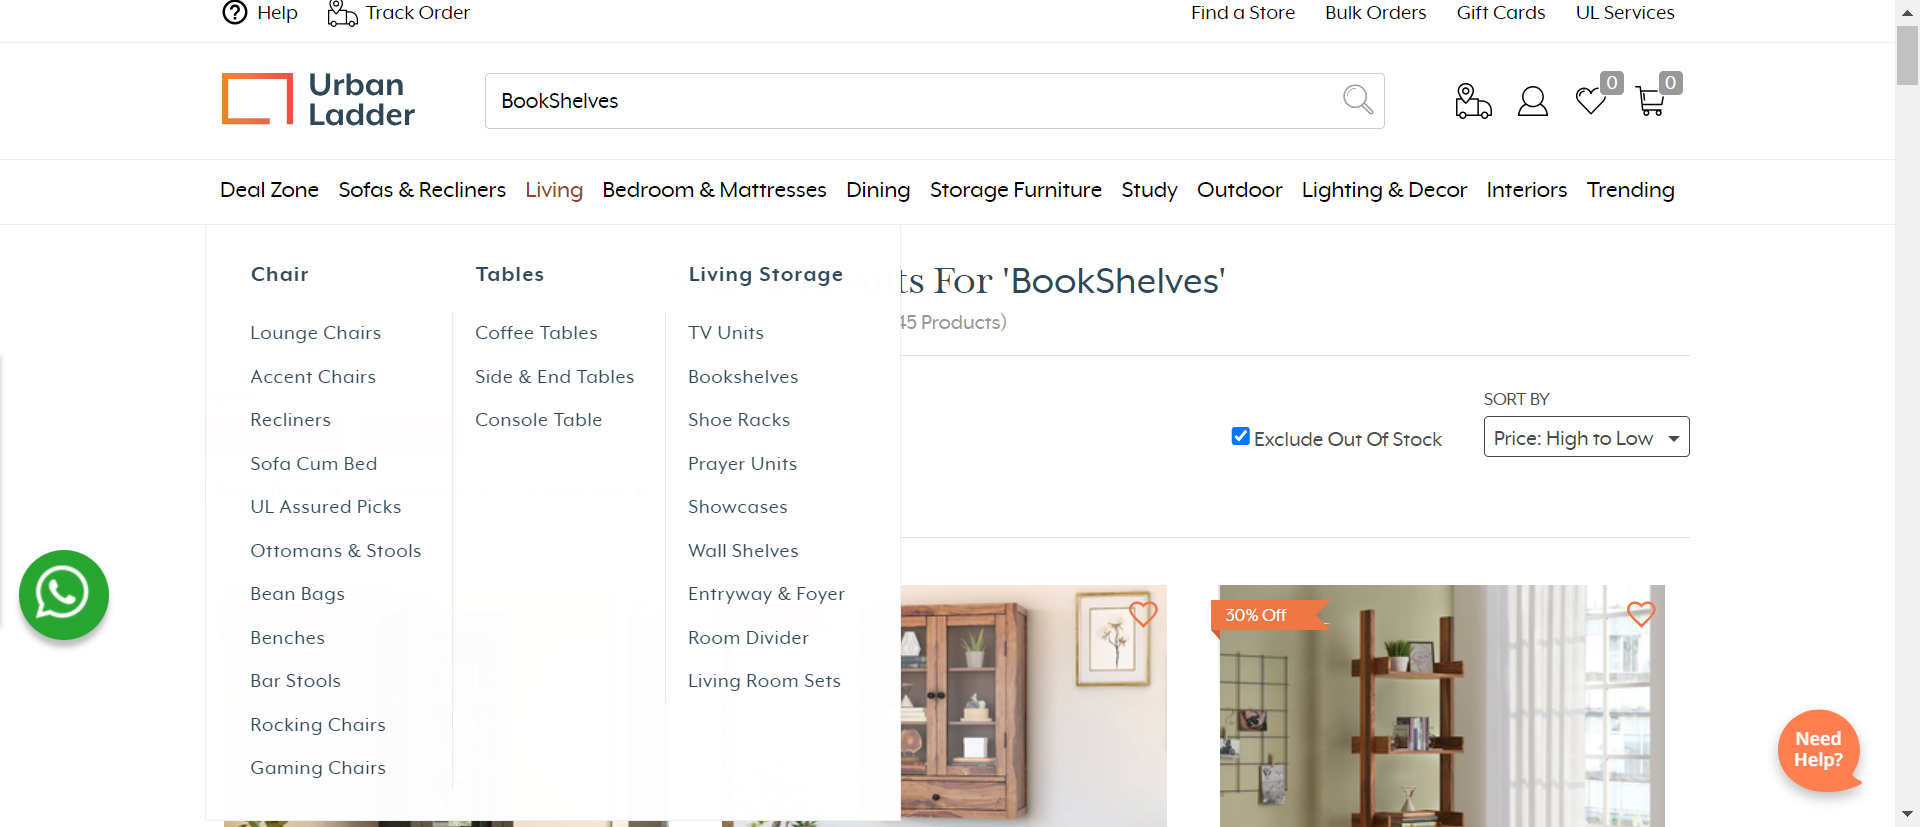 Help
Track Order
Find a Store
Bulk Orders
Gift Cards
UL Services
Urban
Ladder
BookShelves
0
0
Deal Zone
Sofas & Recliners
Living
Bedroom & Mattresses
Dining
Storage Furniture
Study
Outdoor
Lighting & Decor
Interiors
Trending
Chair
Lounge Chairs
Accent Chairs
Recliners
Sofa Cum Bed
UL Assured Picks
Ottomans & Stools
Bean Bags
Benches
Bar Stools
Rocking Chairs
Gaming Chairs
Tables
Coffee Tables
Side & End Tables
Console Table
Living Storage
TV Units
Bookshelves
Shoe Racks
Prayer Units
Showcases
Wall Shelves
Entryway & Foyer
Room Divider
Living Room Sets
For 'BookShelves'
Products)
Exclude Out Of Stock
SORT BY
Price: High to Low
30% Off
Need
Help?